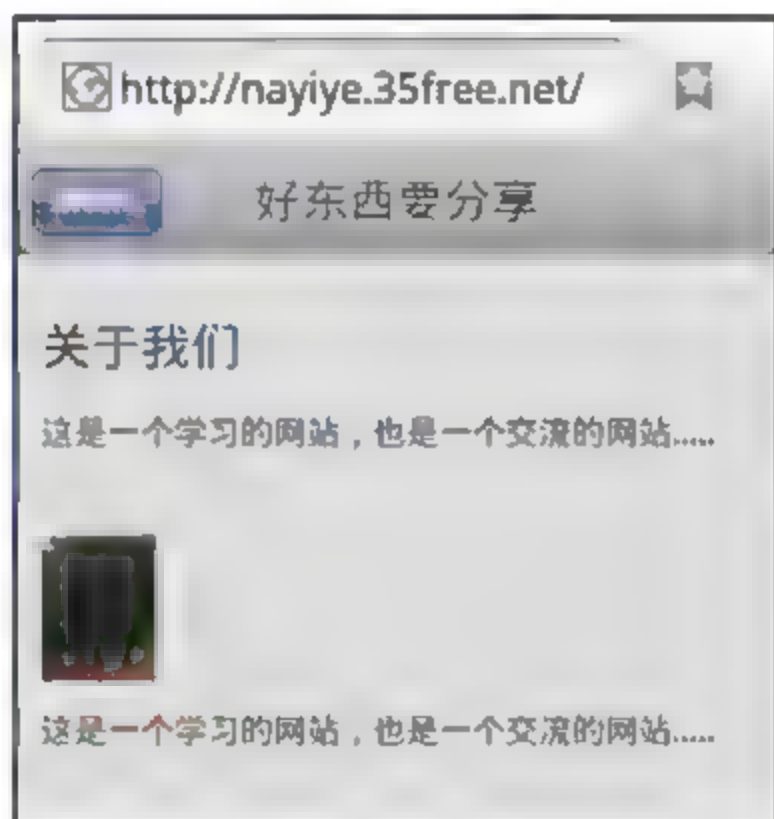 http://nayiye.35free.net/
好东西要分享
关于我们
这是一个学习的网站，也是一个交流的网站.....
这是一个学习的网站，也是一个交流的网站.....